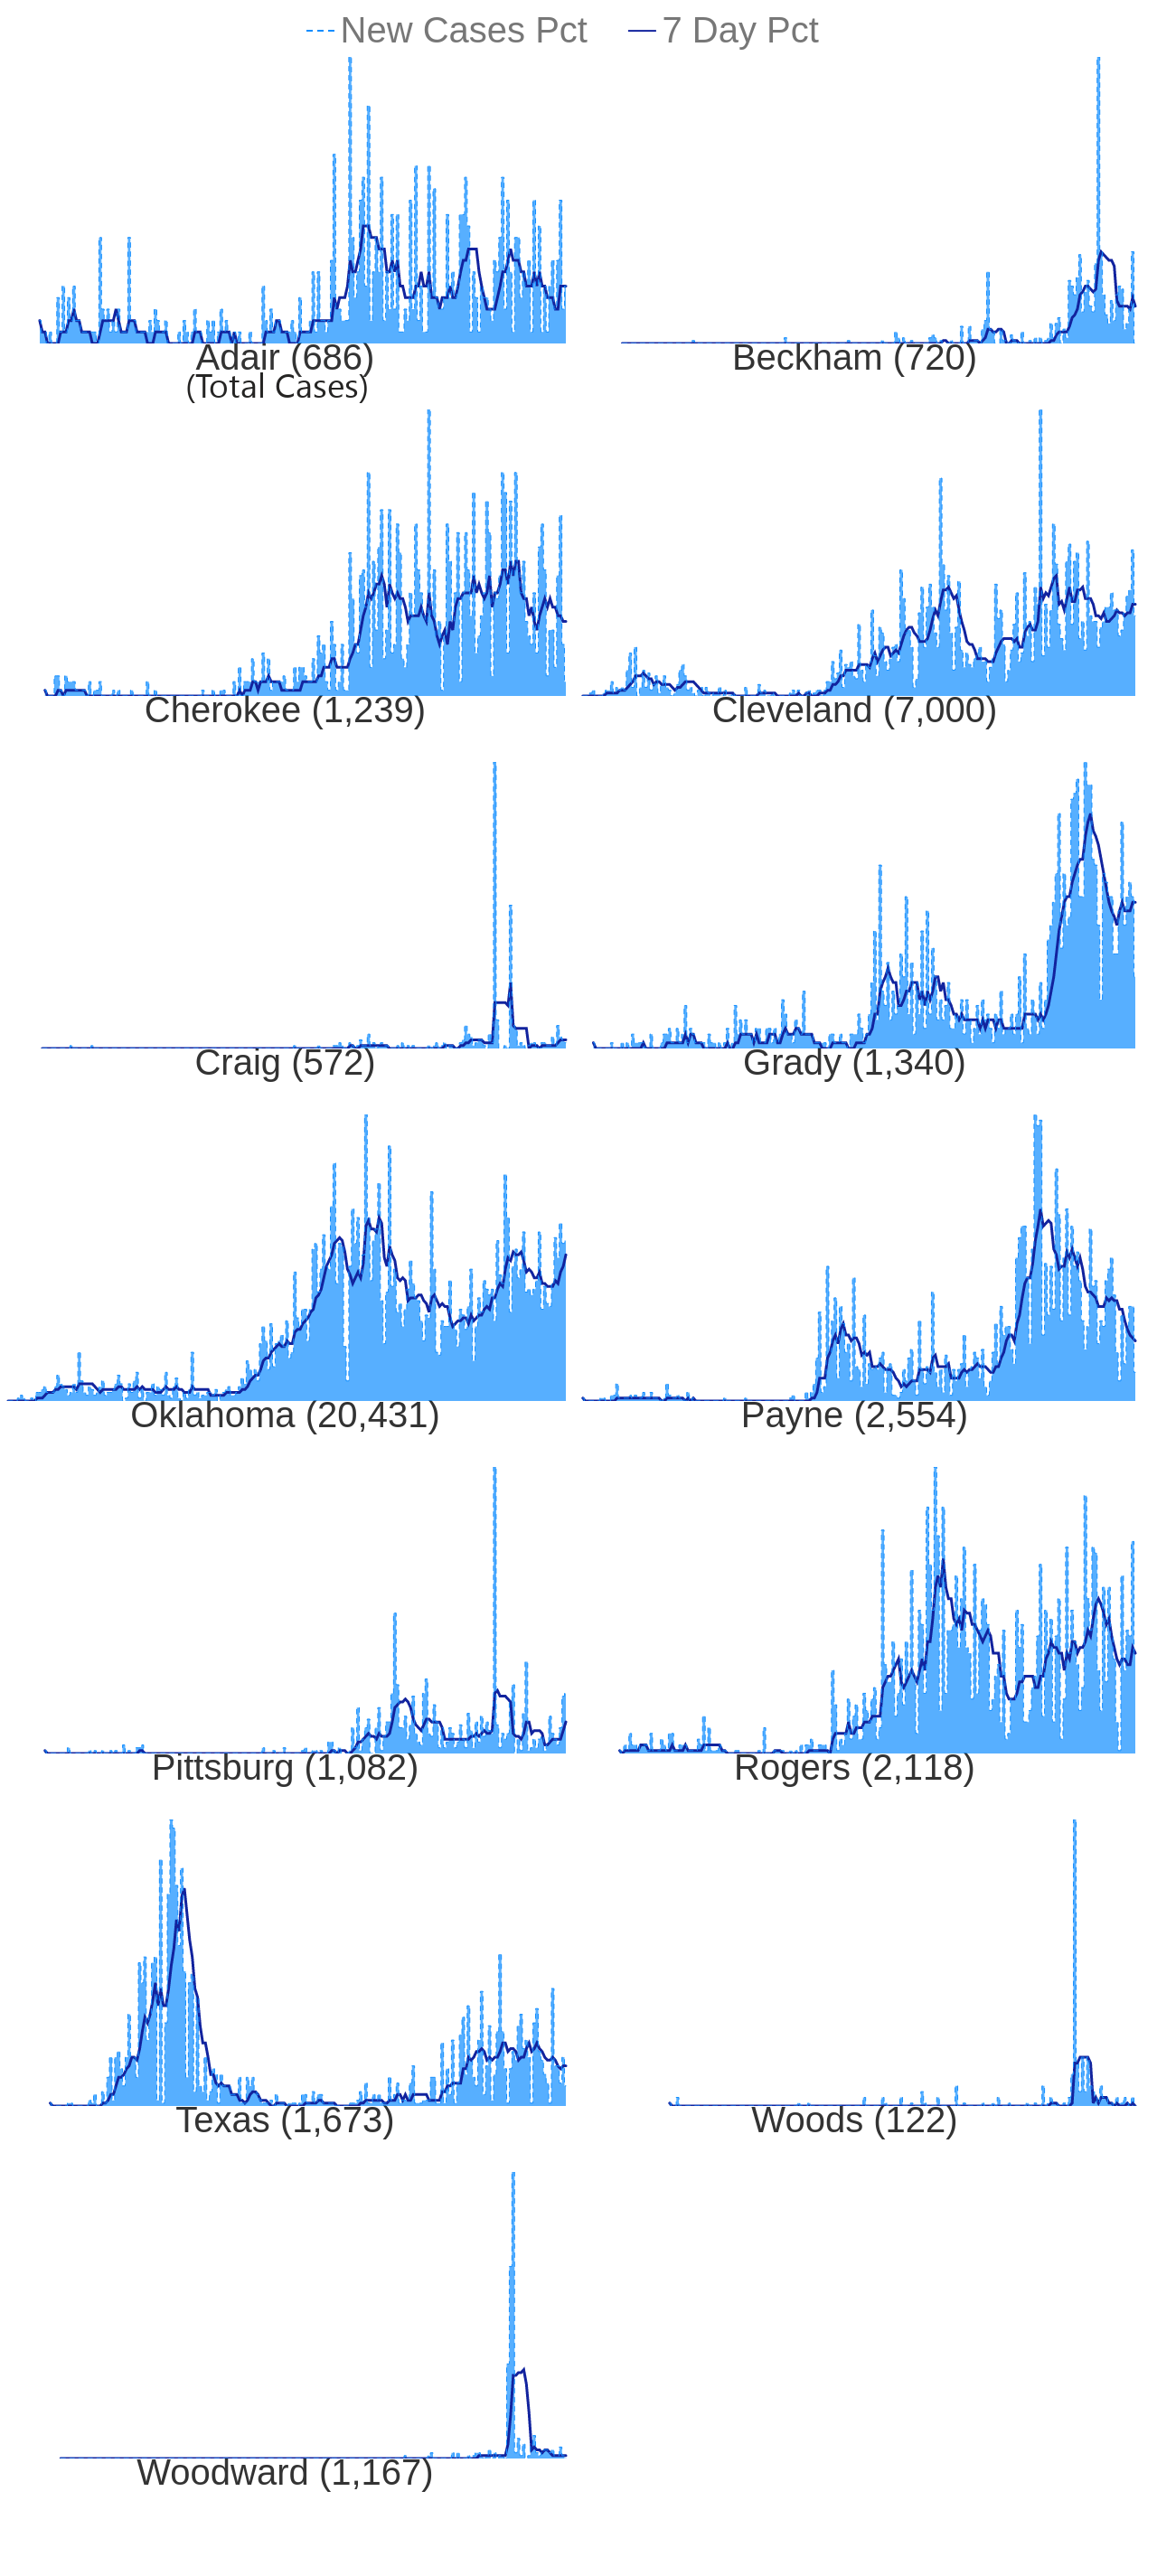 New Cases Pct 7 Day Pct
Adair (686) Beckham (720)
(Total Cases)
Cherokee (1,239) Cleveland (7,000)
Craig (572) Grady (1,340)
Oklahoma (20,431) Payne (2,554)
Pittsburg (1,082) Rogers (2,118)
Texas (1,673) Woods (122)
Woodward (1,167)